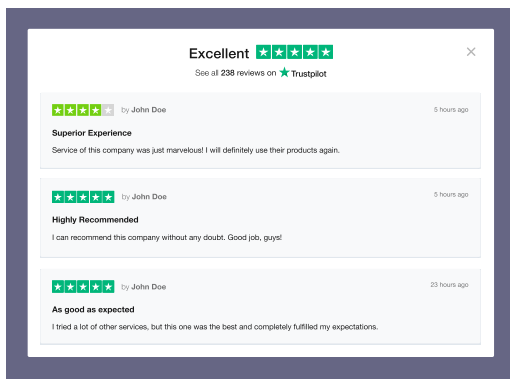 Excellent
See all 238 reviews on Trustpilot
by John Doe
5 hours ago
Superior Experience
Service of this company was just marvelous! I will definitely use their products again.
by John Doe
5 hours ago
Highly Recommended
I can recommend this company without any doubt. Good job, guys!
by John Doe
23 hours ago
As good as expected
I tried a lot of other services, but this one was the best and completely fulfilled my expectations.